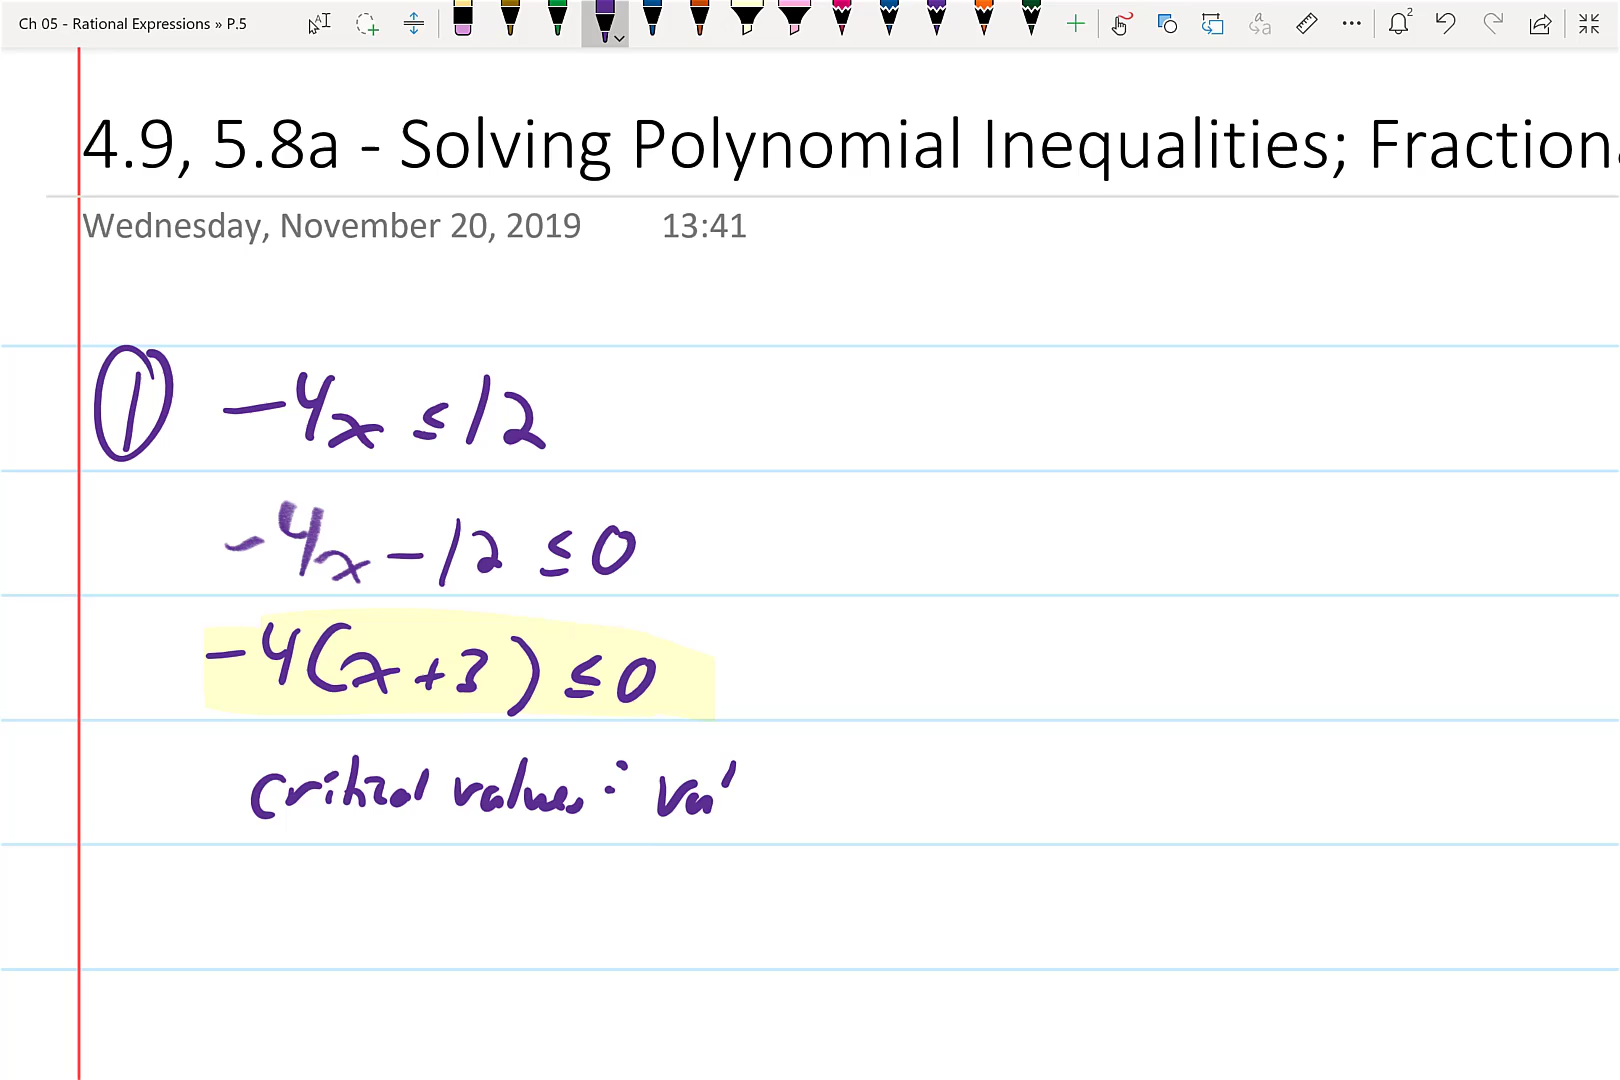 Ch 05 - Rational Expressions » P.5
4.9, 5.8a - Solving Polynomial Inequalities; Fraction
Wednesday, November 20, 2019 13:41
① -4x ≤ 12
-4x - 12 ≤ 0
-4(x+3) ≤ 0
critical values: val